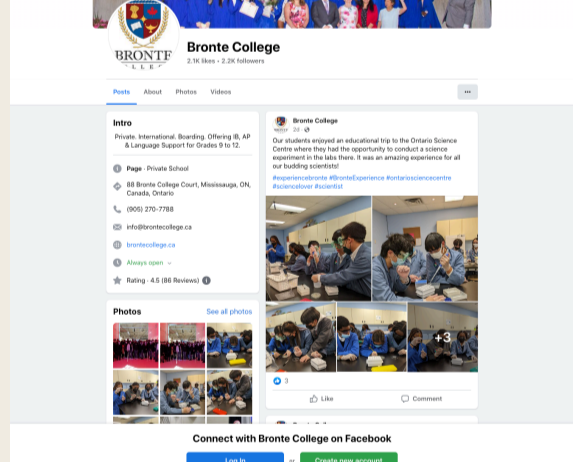 BRONTE
Bronte College
2.1K likes • 2.2K followers
Posts
About
Photos
Videos
Intro
Private. International. Boarding. Offering IB, AP
& Language Support for Grades 9 to 12.
Page · Private School
88 Bronte College Court, Mississauga, ON,
Canada, Ontario
(905) 270-7788
info@brontecollege.ca
brontecollege.ca
Always open
Rating · 4.5 (86 Reviews)
Photos
See all photos
Bronte College
2d
Our students enjoyed an educational trip to the Ontario Science
Centre where they had the opportunity to conduct a science
experiment in the labs there. It was an amazing experience for all
our budding scientists!
#experiencebronte #BronteExperience #ontariosciencecentre
#sciencelover #scientist
+3
3
Like
Comment
Connect with Bronte College on Facebook
Log In
or
Create new account